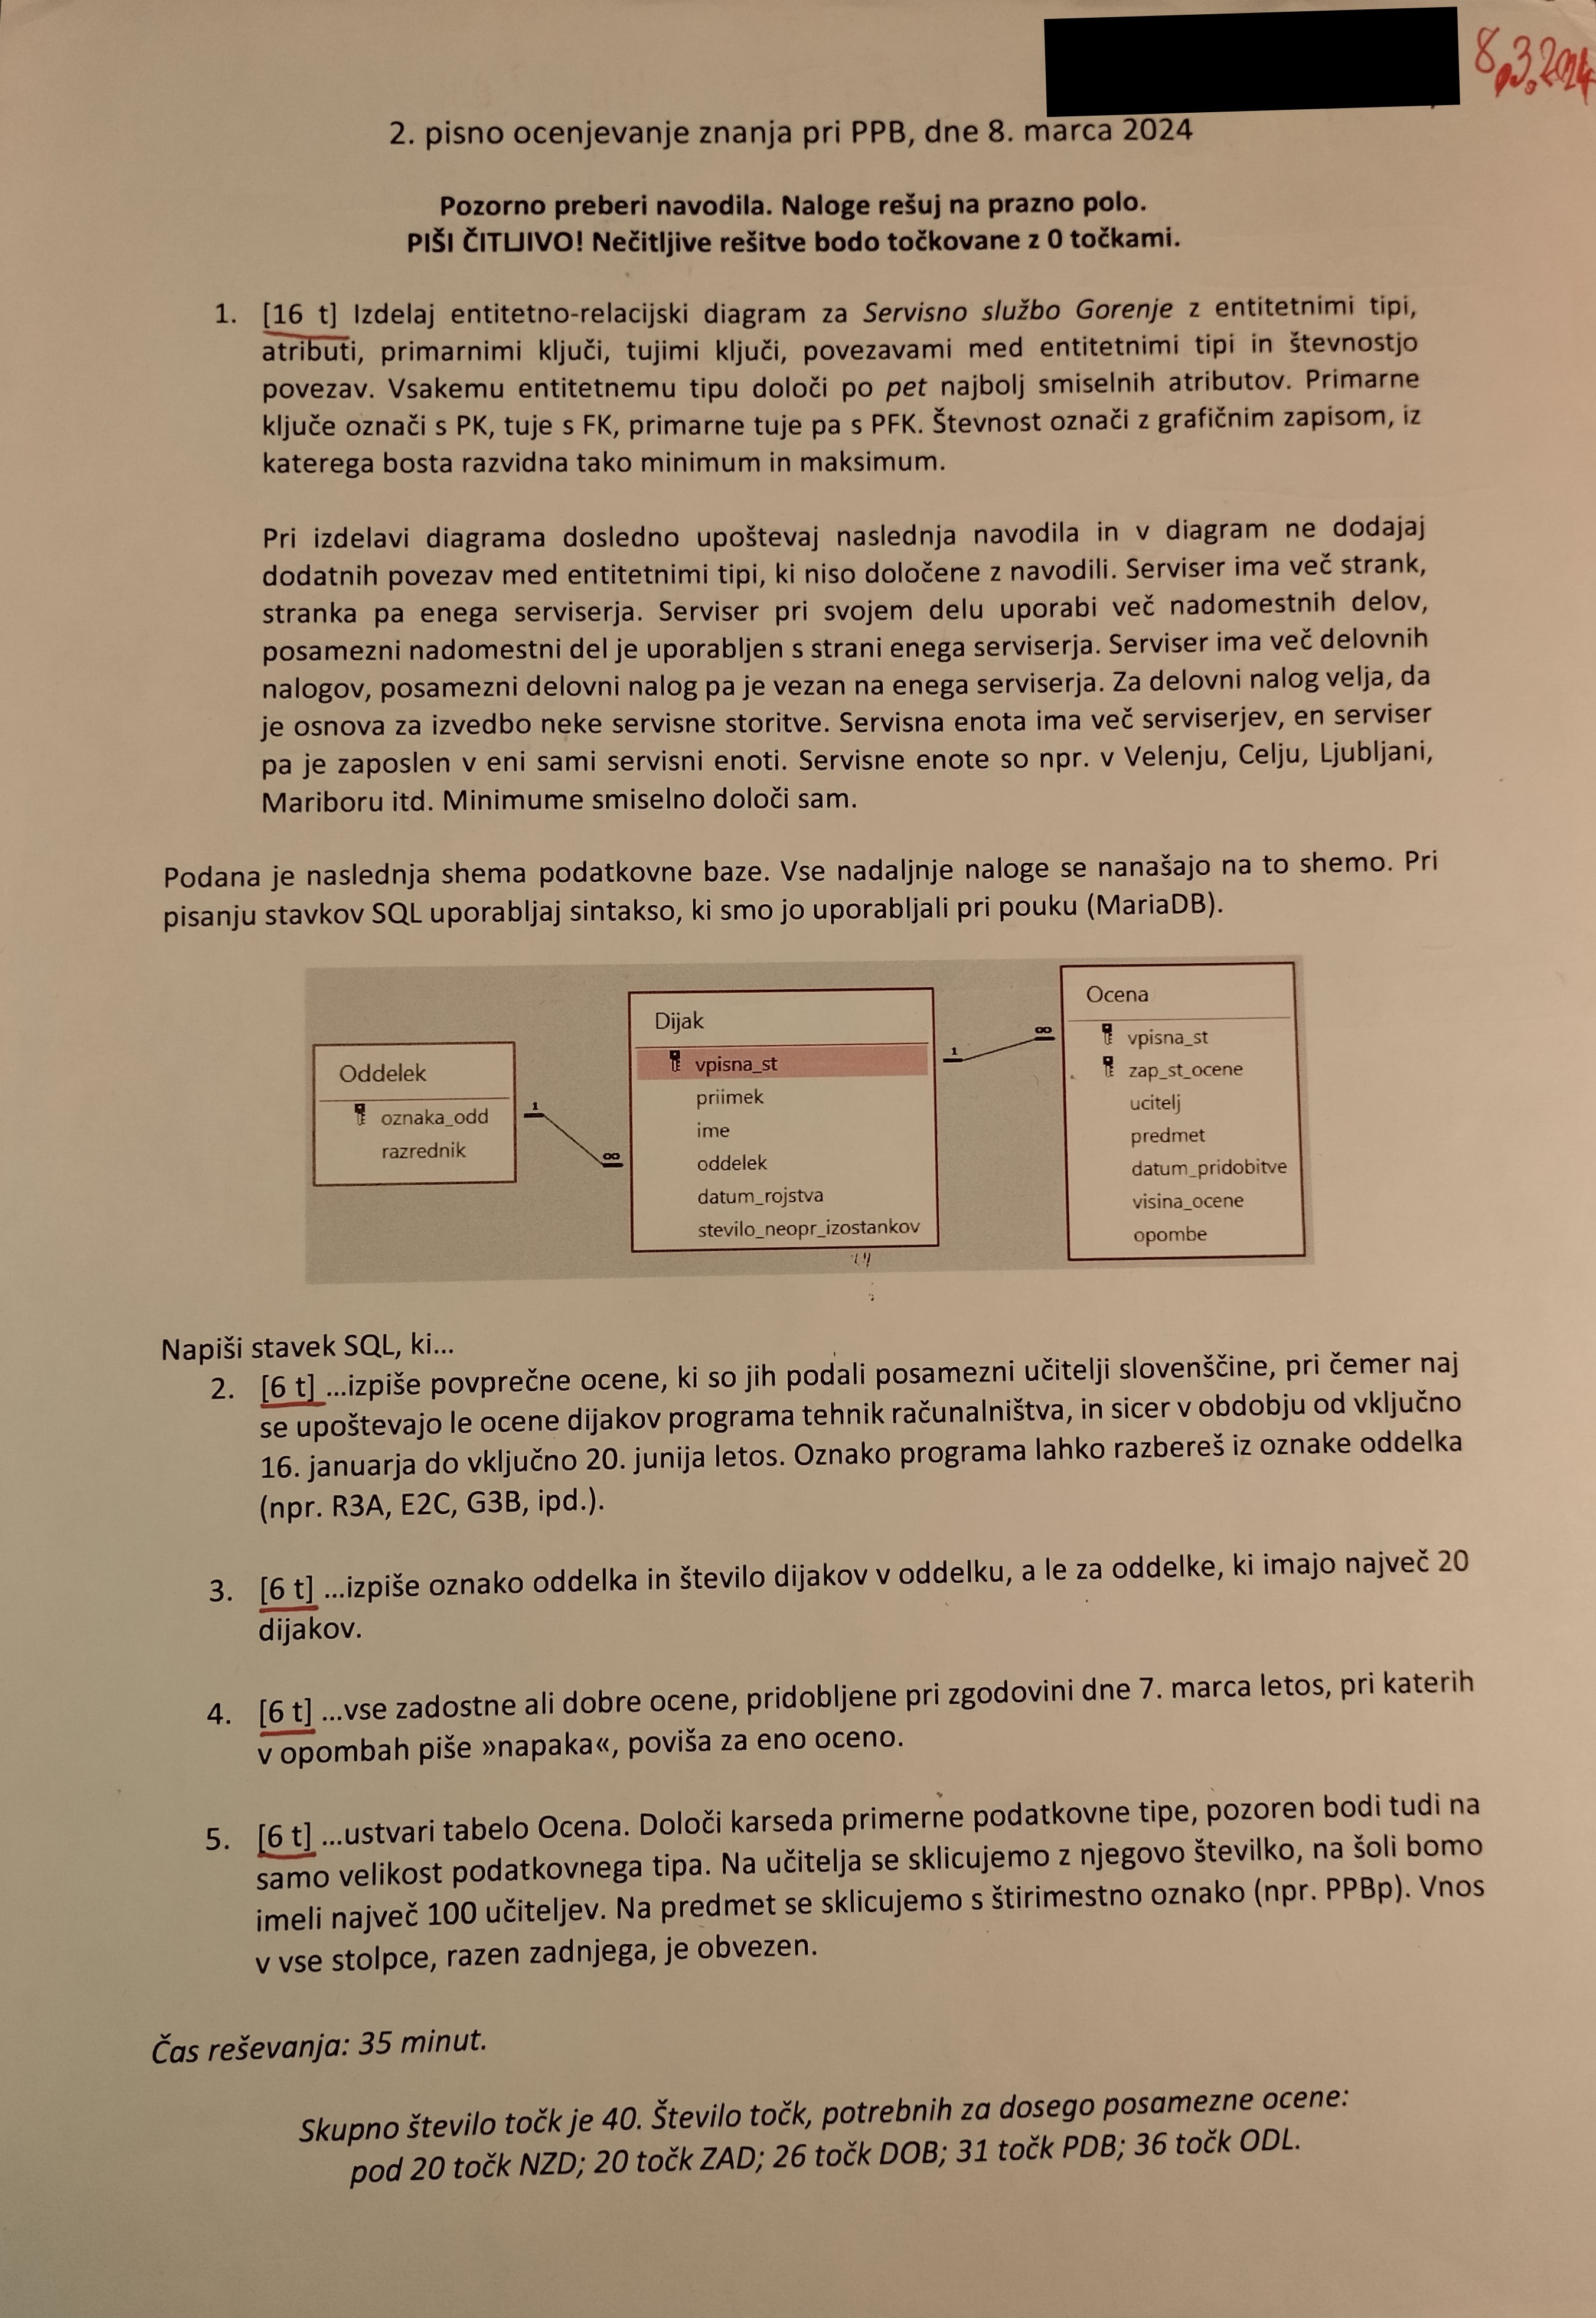 8.3.2024
2. pisno ocenjevanje znanja pri PPB, dne 8. marca 2024
Pozorno preberi navodila. Naloge rešuj na prazno polo.
PIŠI ČITLJIVO! Nečitljive rešitve bodo točkovane z 0 točkami.
1. [16 t] Izdelaj entitetno-relacijski diagram za Servisno službo Gorenje z entitetnimi tipi,
atributi, primarnimi ključi, tujimi ključi, povezavami med entitetnimi tipi in števnostjo
povezav. Vsakemu entitetnemu tipu določi po pet najbolj smiselnih atributov. Primarne
ključe označi s PK, tuje s FK, primarne tuje pa s PFK. Števnost označi z grafičnim zapisom, iz
katerega bosta razvidna tako minimum in maksimum.
Pri izdelavi diagrama dosledno upoštevaj naslednja navodila in v diagram ne dodajaj
dodatnih povezav med entitetnimi tipi, ki niso določene z navodili. Serviser ima več strank,
stranka pa enega serviserja. Serviser pri svojem delu uporabi več nadomestnih delov,
posamezni nadomestni del je uporabljen s strani enega serviserja. Serviser ima več delovnih
nalogov, posamezni delovni nalog pa je vezan na enega serviserja. Za delovni nalog velja, da
je osnova za izvedbo neke servisne storitve. Servisna enota ima več serviserjev, en serviser
pa je zaposlen v eni sami servisni enoti. Servisne enote so npr. v Velenju, Celju, Ljubljani,
Mariboru itd. Minimume smiselno določi sam.
Podana je naslednja shema podatkovne baze. Vse nadaljnje naloge se nanašajo na to shemo. Pri
pisanju stavkov SQL uporabljaj sintakso, ki smo jo uporabljali pri pouku (MariaDB).
Oddelek
oznaka_odd
razrednik
1
∞
Dijak
vpisna_st
priimek
ime
oddelek
datum_rojstva
stevilo_neopr_izostankov
1
∞
Ocena
vpisna_st
zap_st_ocene
ucitelj
predmet
datum_pridobitve
visina_ocene
opombe
Napiši stavek SQL, ki...
2. [6 t] ...izpiše povprečne ocene, ki so jih podali posamezni učitelji slovenščine, pri čemer naj
se upoštevajo le ocene dijakov programa tehnik računalništva, in sicer v obdobju od vključno
16. januarja do vključno 20. junija letos. Oznako programa lahko razbereš iz oznake oddelka
(npr. R3A, E2C, G3B, ipd.).
3. [6 t] ...izpiše oznako oddelka in število dijakov v oddelku, a le za oddelke, ki imajo največ 20
dijakov.
4. [6 t] ...vse zadostne ali dobre ocene, pridobljene pri zgodovini dne 7. marca letos, pri katerih
v opombah piše »napaka«, poviša za eno oceno.
5. [6 t] ...ustvari tabelo Ocena. Določi karseda primerne podatkovne tipe, pozoren bodi tudi na
samo velikost podatkovnega tipa. Na učitelja se sklicujemo z njegovo številko, na šoli bomo
imeli največ 100 učiteljev. Na predmet se sklicujemo s štirimestno oznako (npr. PPBp). Vnos
v vse stolpce, razen zadnjega, je obvezen.
Čas reševanja: 35 minut.
Skupno število točk je 40. Število točk, potrebnih za dosego posamezne ocene:
pod 20 točk NZD; 20 točk ZAD; 26 točk DOB; 31 točk PDB; 36 točk ODL.